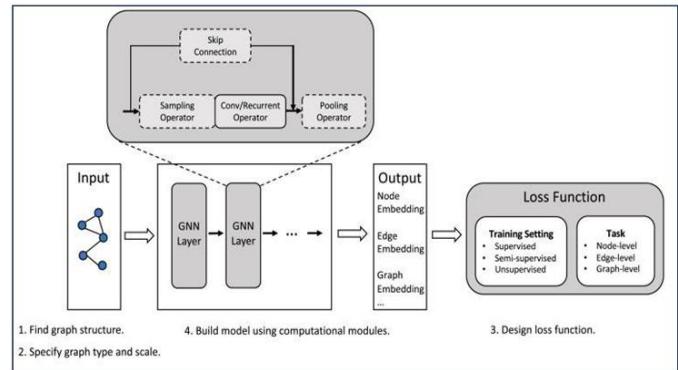 Skip
Connection
Sampling
Operator
Conv/Recurrent
Operator
Pooling
Operator
Input
GNN
Layer
GNN
Layer
...
Output
Node
Embedding
Edge
Embedding
Graph
Embedding
...
Loss Function
Training Setting
• Supervised
• Semi-supervised
• Unsupervised
Task
• Node-level
• Edge-level
• Graph-level
1. Find graph structure.
2. Specify graph type and scale.
4. Build model using computational modules.
3. Design loss function.